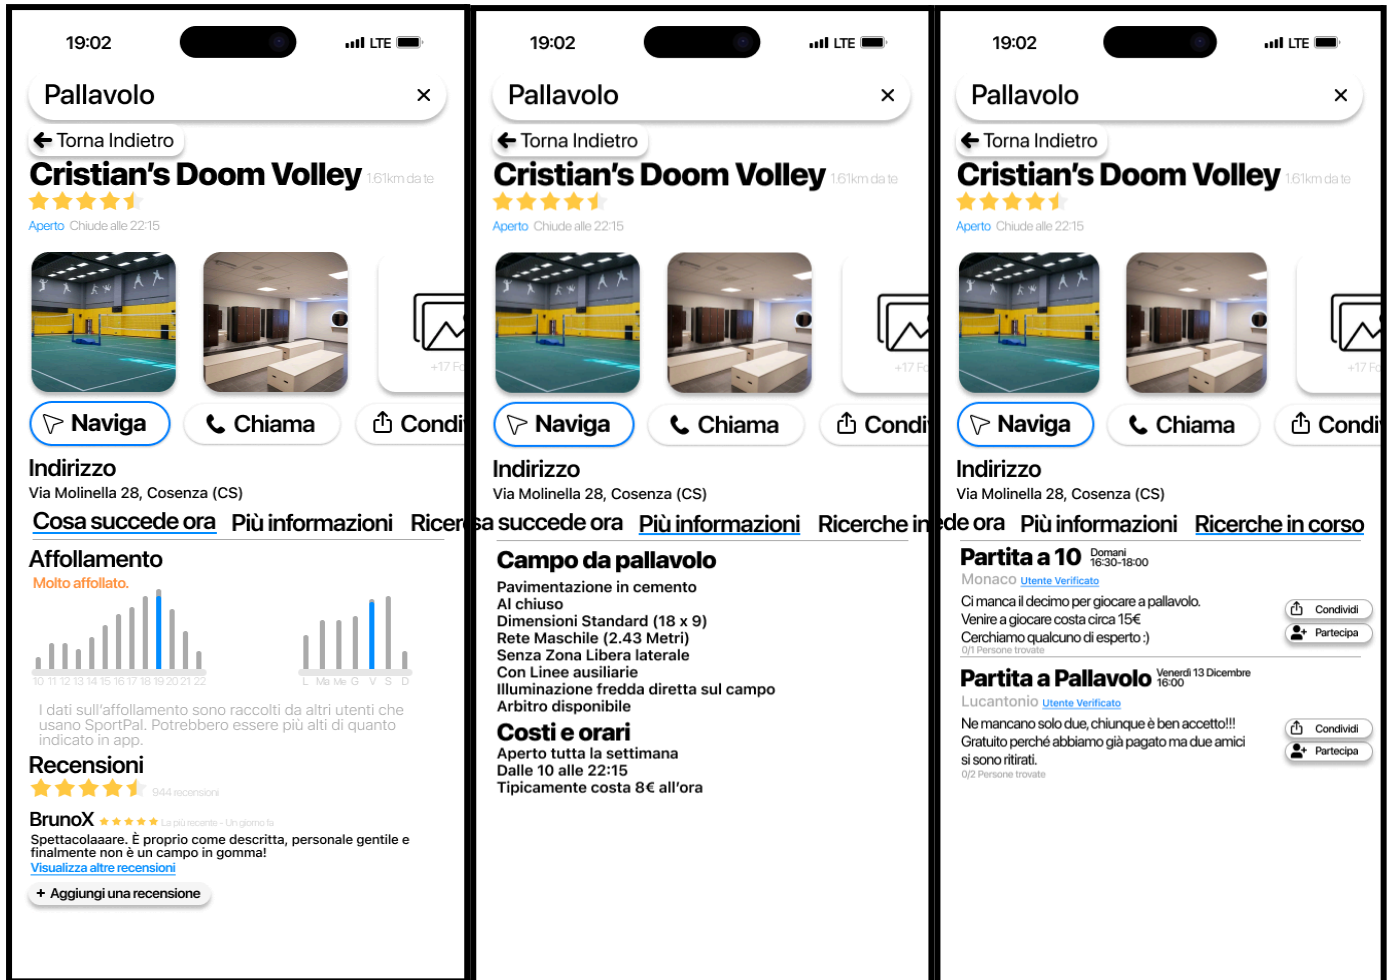 19:02
LTE
Pallavolo
Torna Indietro
Cristian's Doom Volley 1.61km da te
Aperto Chiude alle 22:15
+17 Fo
Naviga
Chiama
Condi
Indirizzo
Via Molinella 28, Cosenza (CS)
Cosa succede ora Più informazioni Ricer
Affollamento
Molto affollato.
10 11 12 13 14 15 16 17 18 19 20 21 22
L Ma Me G V S D
I dati sull'affollamento sono raccolti da altri utenti che
usano SportPal. Potrebbero essere più alti di quanto
indicato in app.
Recensioni
944 recensioni
BrunoX La più recente - Un giorno fa
Spettacolaaare. È proprio come descritta, personale gentile e
finalmente non è un campo in gomma!
Visualizza altre recensioni
+ Aggiungi una recensione
19:02
LTE
Pallavolo
Torna Indietro
Cristian's Doom Volley 1.61km da te
Aperto Chiude alle 22:15
+17 Fo
Naviga
Chiama
Condi
Indirizzo
Via Molinella 28, Cosenza (CS)
sa succede ora Più informazioni Ricerche in
Campo da pallavolo
Pavimentazione in cemento
Al chiuso
Dimensioni Standard (18 x 9)
Rete Maschile (2.43 Metri)
Senza Zona Libera laterale
Con Linee ausiliarie
Illuminazione fredda diretta sul campo
Arbitro disponibile
Costi e orari
Aperto tutta la settimana
Dalle 10 alle 22:15
Tipicamente costa 8€ all'ora
19:02
LTE
Pallavolo
Torna Indietro
Cristian's Doom Volley 1.61km da te
Aperto Chiude alle 22:15
+17 F
Naviga
Chiama
Condi
Indirizzo
Via Molinella 28, Cosenza (CS)
ede ora Più informazioni Ricerche in corso
Partita a 10 Domani
16:30-18:00
Monaco Utente Verificato
Ci manca il decimo per giocare a pallavolo.
Venire a giocare costa circa 15€
Cerchiamo qualcuno di esperto :)
0/1 Persone trovate
Condividi
Partecipa
Partita a Pallavolo Venerdì 13 Dicembre
16:00
Lucantonio Utente Verificato
Ne mancano solo due, chiunque è ben accetto!!!
Gratuito perché abbiamo già pagato ma due amici
si sono ritirati.
0/2 Persone trovate
Condividi
Partecipa